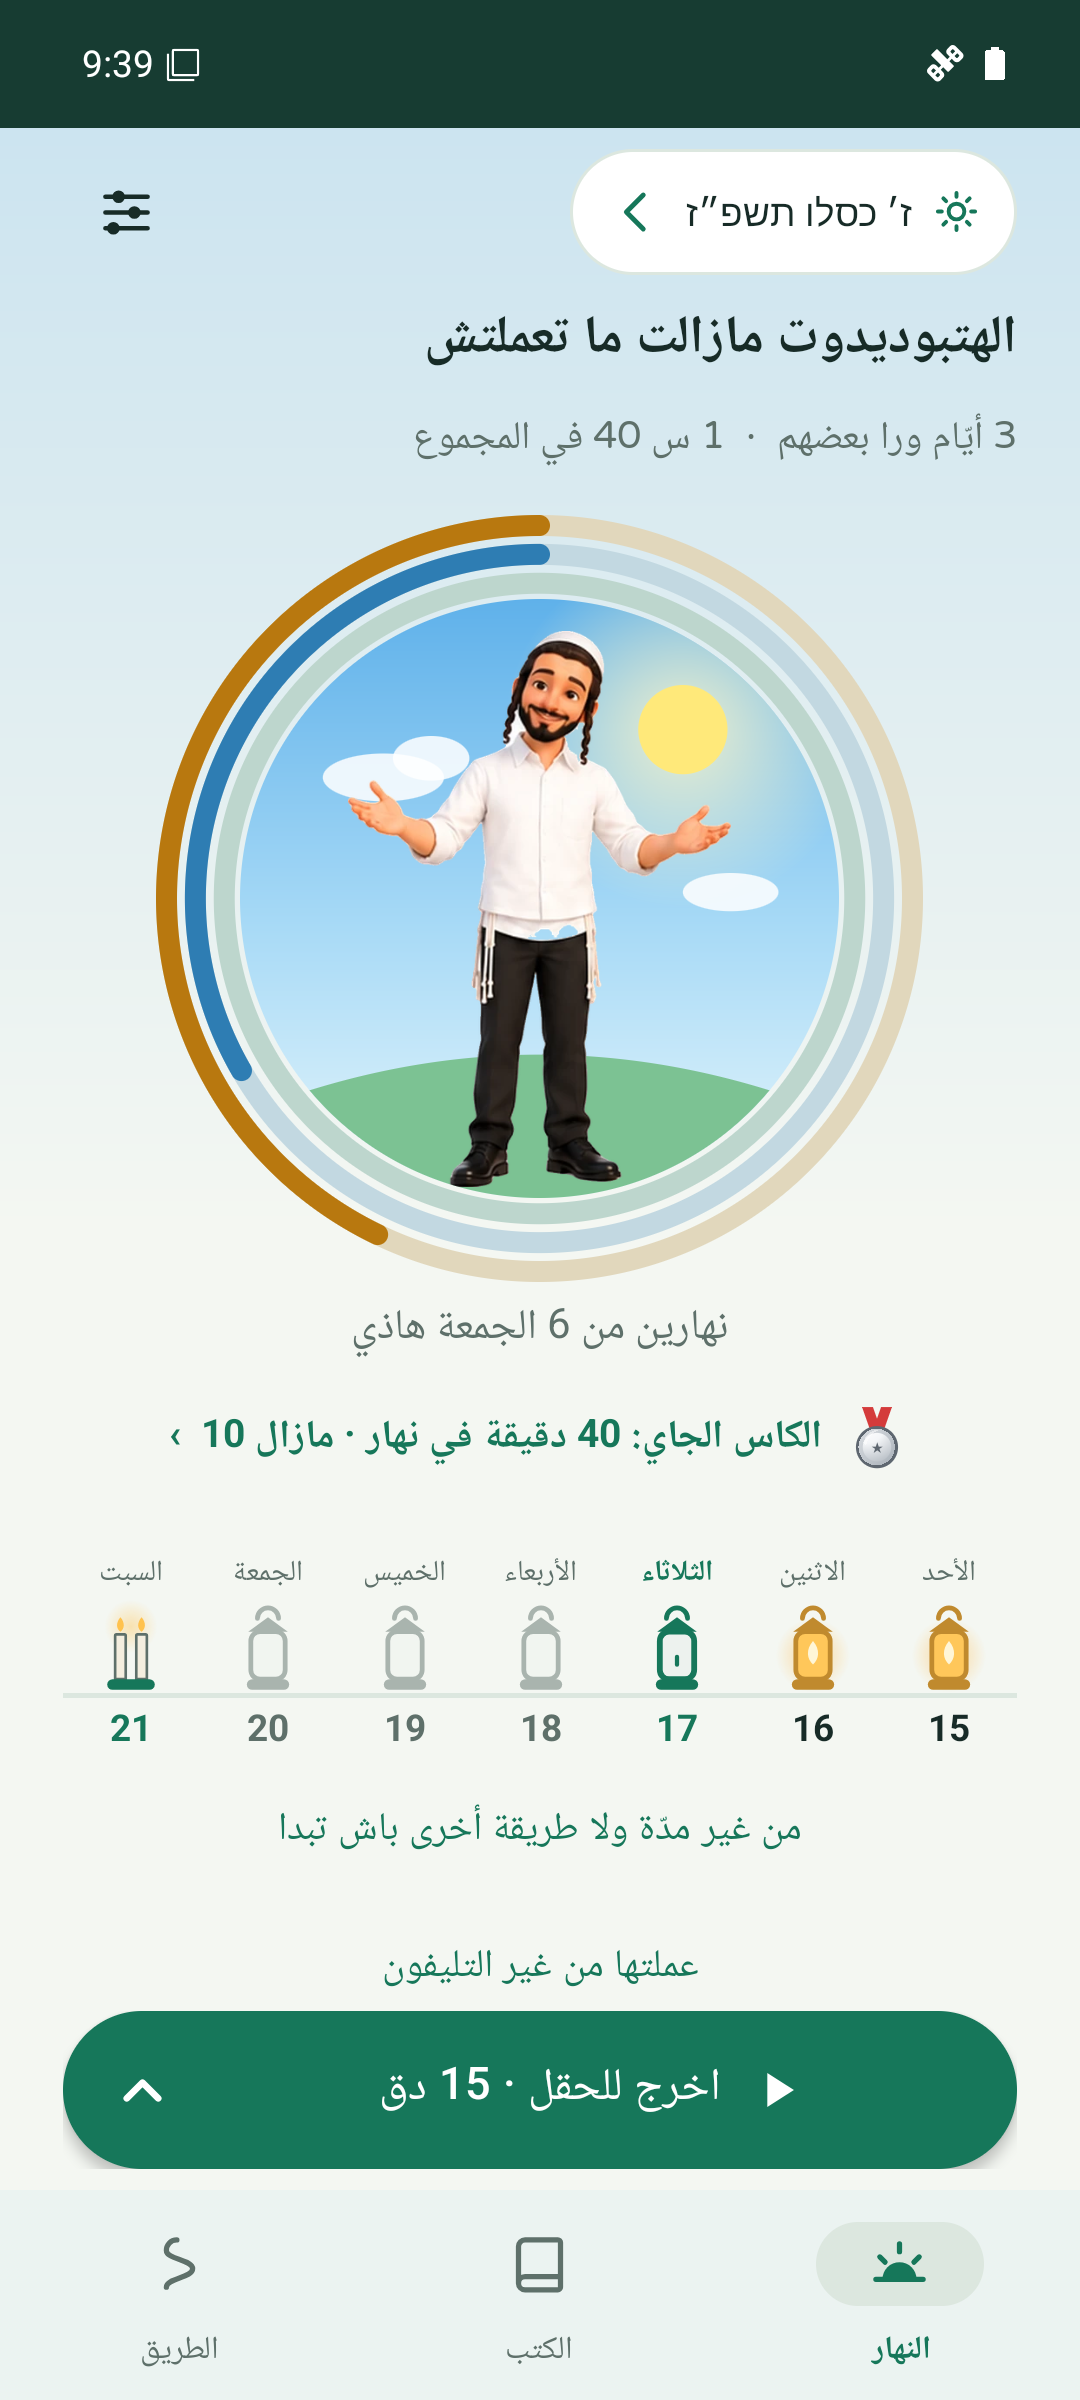 9:39
ז׳ כסלו תשפ״ז
الهتبوديدوت مازالت ما تعملتش
3 أيّام ورا بعضهم · 1 س 40 في المجموع
نهارين من 6 الجمعة هاذي
الكاس الجاي: 40 دقيقة في نهار · مازال 10 ›
الأحد الاثنين الثلاثاء الأربعاء الخميس الجمعة السبت
15 16 17 18 19 20 21
من غير مدّة ولا طريقة أخرى باش تبدا
عملتها من غير التليفون
اخرج للحقل · 15 دق
النهار الكتب الطريق